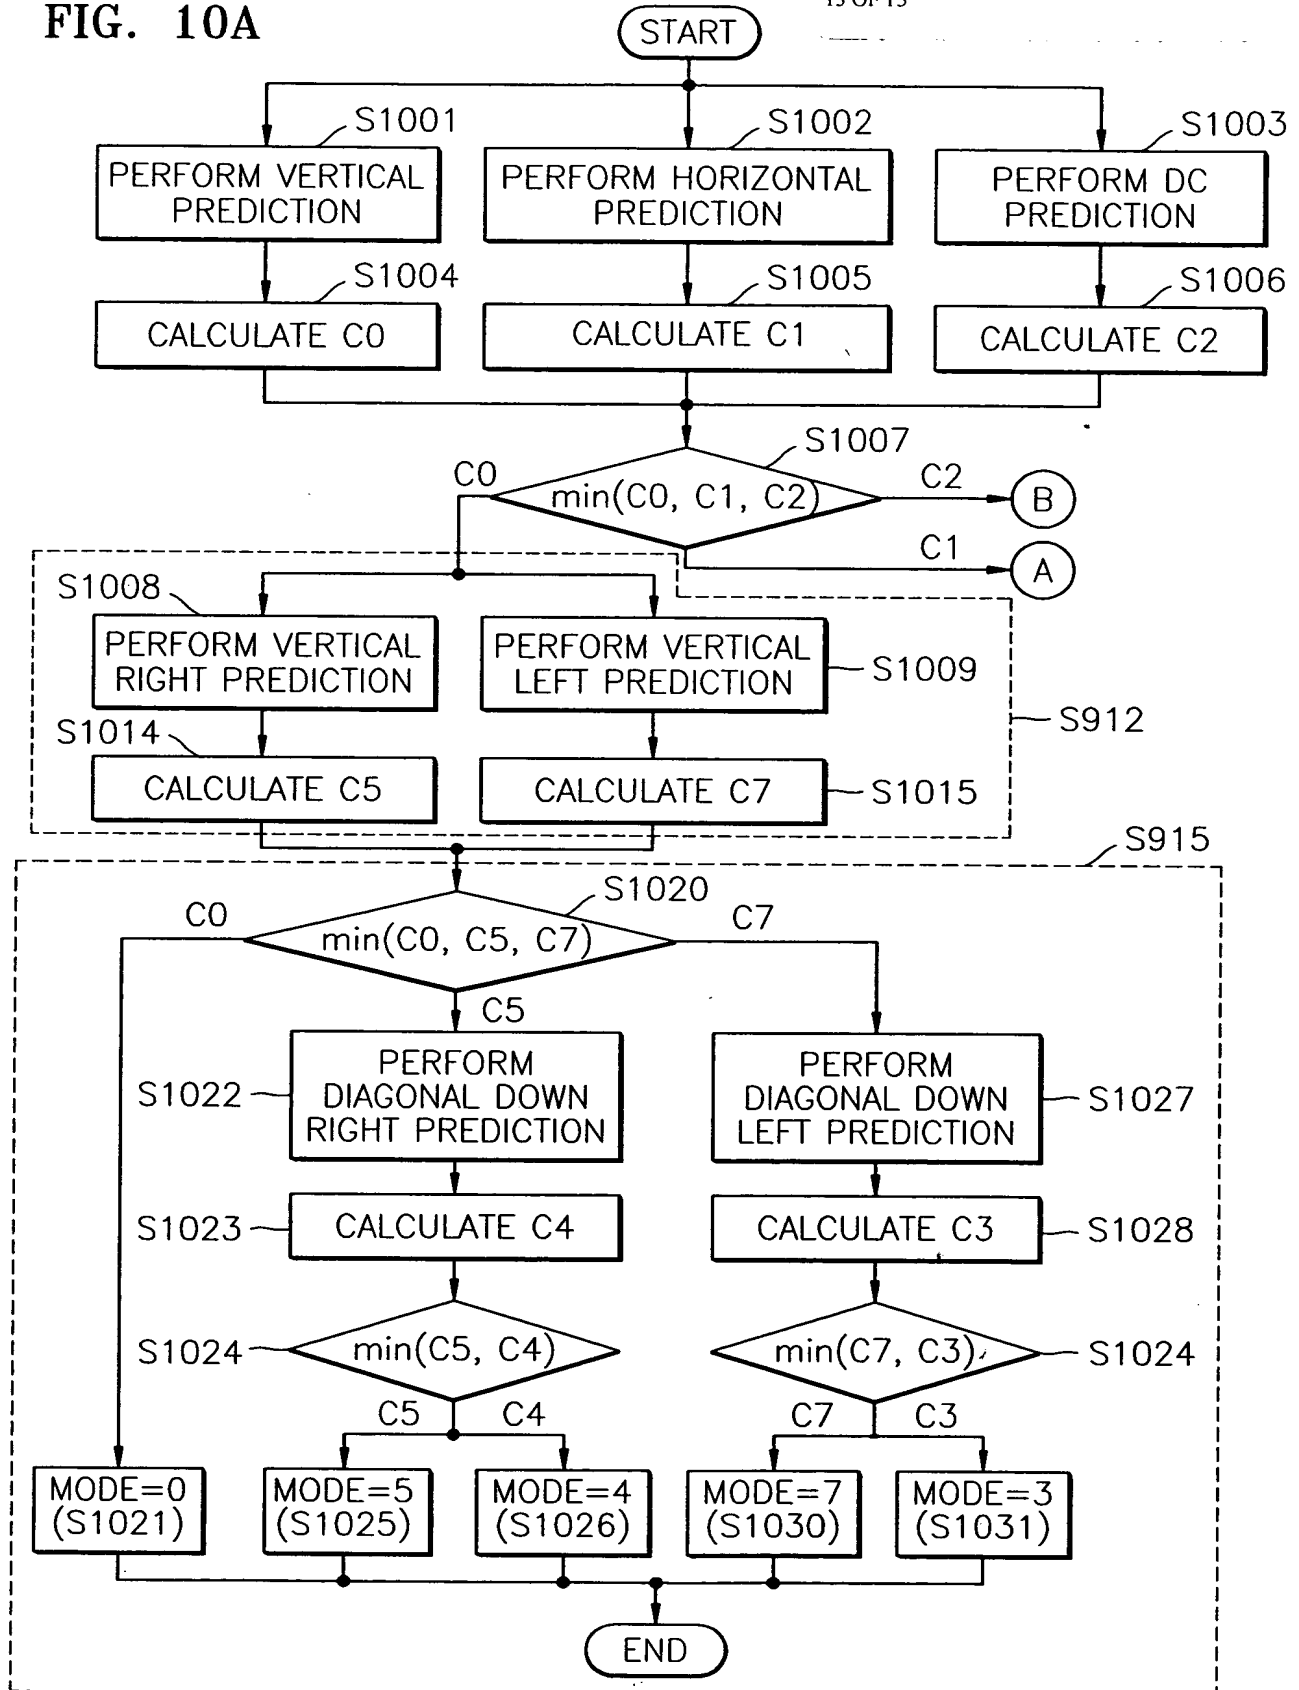 FIG. 10A
13 OF 13
START
S1001
S1002
S1003
PERFORM VERTICAL
PREDICTION
PERFORM HORIZONTAL
PREDICTION
PERFORM DC
PREDICTION
S1004
S1005
S1006
CALCULATE C0
CALCULATE C1
CALCULATE C2
S1007
C0
min(C0, C1, C2)
C2
B
C1
A
S1008
PERFORM VERTICAL
RIGHT PREDICTION
PERFORM VERTICAL
LEFT PREDICTION
S1009
S912
S1014
CALCULATE C5
CALCULATE C7
S1015
S915
S1020
C0
min(C0, C5, C7)
C7
C5
S1022
PERFORM
DIAGONAL DOWN
RIGHT PREDICTION
PERFORM
DIAGONAL DOWN
LEFT PREDICTION
S1027
S1023
CALCULATE C4
CALCULATE C3
S1028
S1024
min(C5, C4)
min(C7, C3)
S1024
C5
C4
C7
C3
MODE=0
(S1021)
MODE=5
(S1025)
MODE=4
(S1026)
MODE=7
(S1030)
MODE=3
(S1031)
END